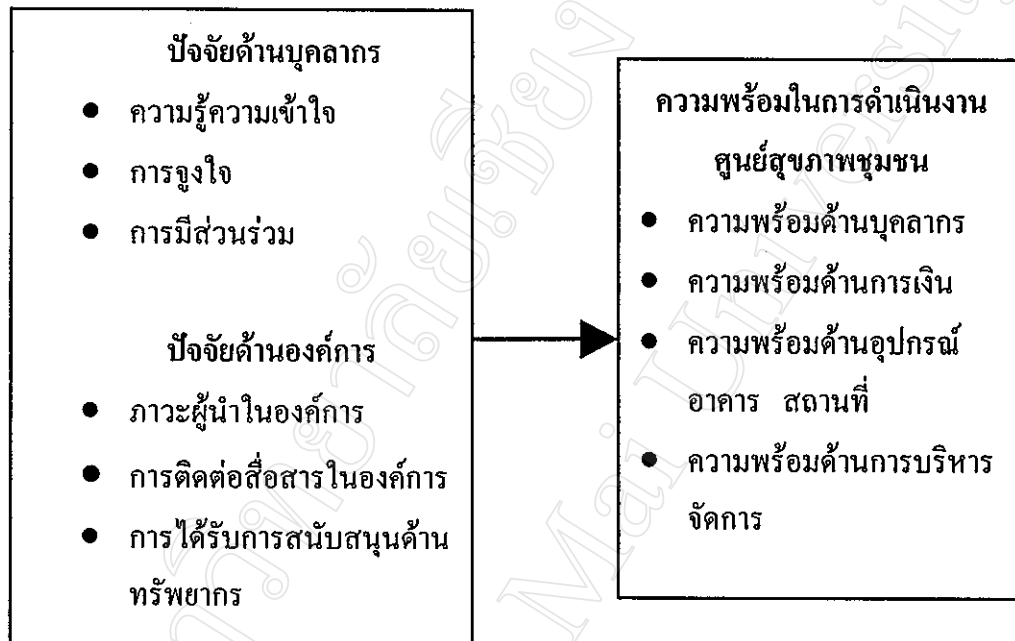 ปัจจัยด้านบุคลากร
● ความรู้ความเข้าใจ
● การจูงใจ
● การมีส่วนร่วม
ปัจจัยด้านองค์การ
● ภาวะผู้นำในองค์การ
● การติดต่อสื่อสารในองค์การ
● การได้รับการสนับสนุนด้าน
ทรัพยากร
ความพร้อมในการดำเนินงาน
ศูนย์สุขภาพชุมชน
● ความพร้อมด้านบุคลากร
● ความพร้อมด้านการเงิน
● ความพร้อมด้านอุปกรณ์
อาคาร สถานที่
● ความพร้อมด้านการบริหาร
จัดการ